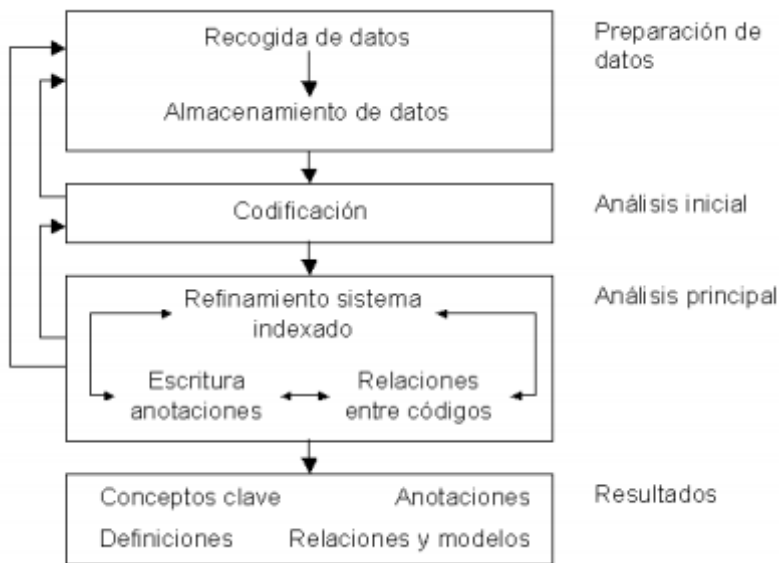 Recogida de datos
Preparación de
datos
Almacenamiento de datos
Codificación
Análisis inicial
Refinamiento sistema
indexado
Análisis principal
Escritura
anotaciones
Relaciones
entre códigos
Conceptos clave
Anotaciones
Resultados
Definiciones
Relaciones y modelos